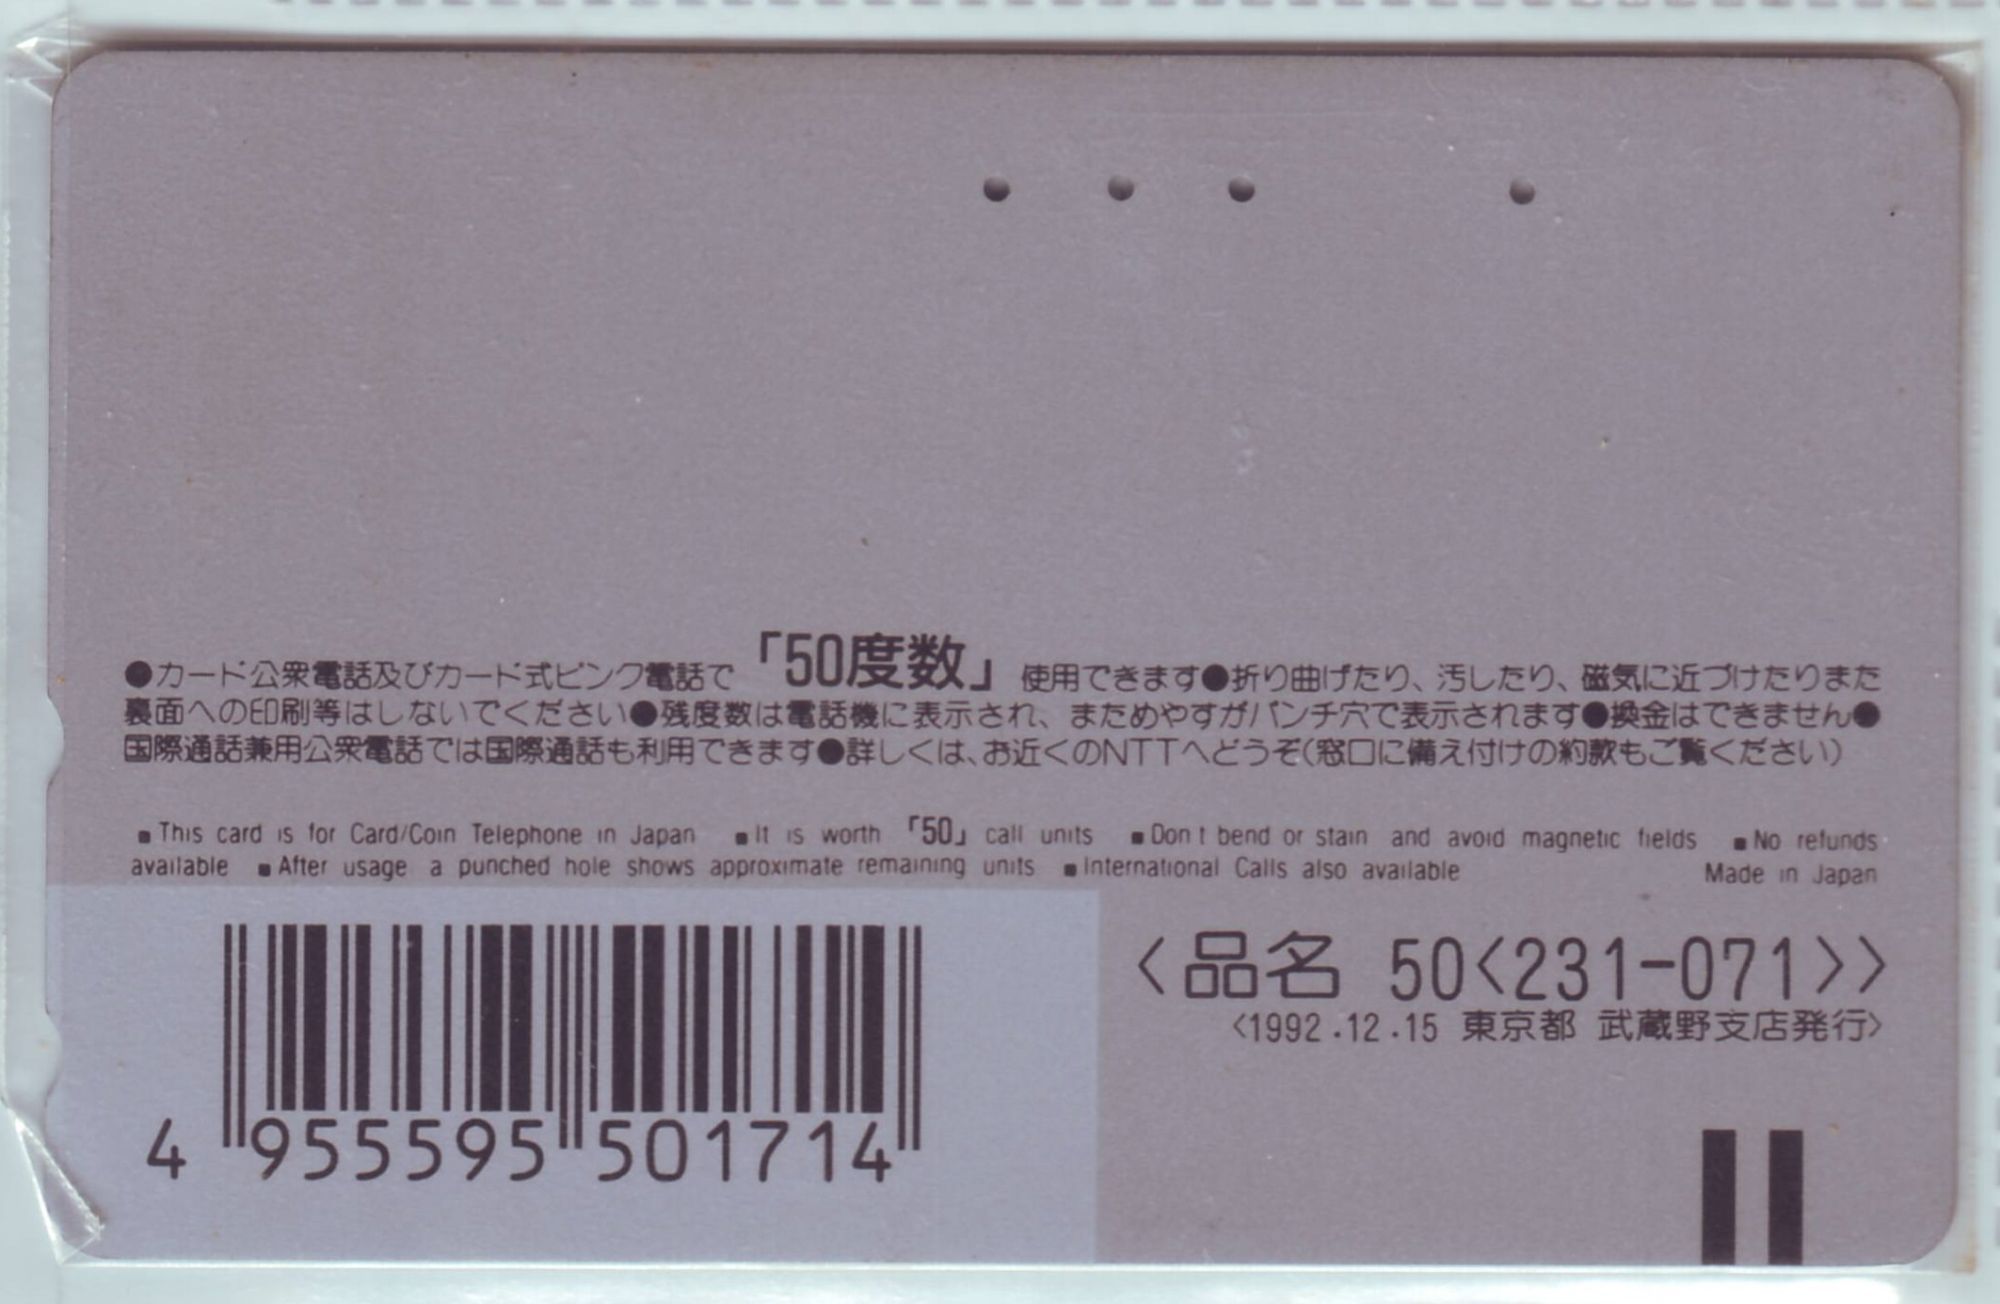 ●カード公衆電話及びカード式ピンク電話で「50度数」使用できます●折り曲げたり、汚したり、磁気に近づけたりまた
裏面への印刷等はしないでください●残度数は電話機に表示され、まためやすがパンチ穴で表示されます●換金はできません●
国際通話兼用公衆電話では国際通話も利用できます●詳しくは、お近くのNTTへどうぞ(窓口に備え付けの約款もご覧ください)
■This card is for Card/Coin Telephone in Japan ■It is worth 「50」 call units ■Don t bend or stain and avoid magnetic fields ■No refunds
available ■After usage a punched hole shows approximate remaining units ■International Calls also available Made in Japan
<品名 50<231-071>>
<1992.12.15 東京都 武蔵野支店発行>
4 955595 501714